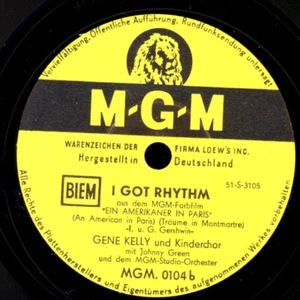 Vervielfältigung, Öffentliche Aufführung, Rundfunksendung untersagt
M-G-M
WARENZEICHEN DER FIRMA LOEW'S INC.
Hergestellt in Deutschland
BIEM
I GOT RHYTHM
51-S-3105
aus dem MGM-Farbfilm
"EIN AMERIKANER IN PARIS"
(An American in Paris) (Träume in Montmartre)
-I. u. G. Gershwin-
GENE KELLY und Kinderchor
mit Johnny Green
und dem MGM-Studio-Orchester
MGM. 0104 b
Alle Rechte des Plattenherstellers und Eigentümers des aufgenommenen Werkes vorbehalten